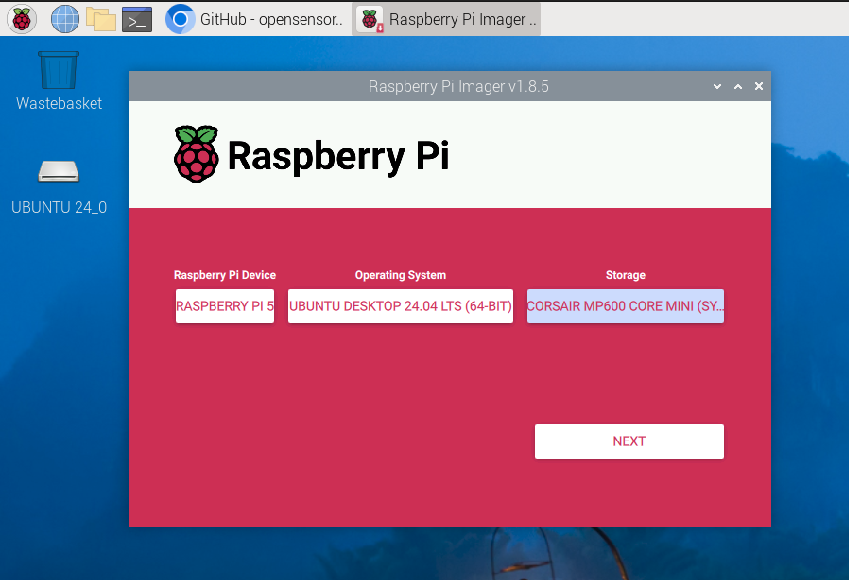 GitHub - opensensor..
Raspberry Pi Imager ..
Wastebasket
UBUNTU 24_0
Raspberry Pi Imager v1.8.5
Raspberry Pi
Raspberry Pi Device
Operating System
Storage
RASPBERRY PI 5
UBUNTU DESKTOP 24.04 LTS (64-BIT)
CORSAIR MP600 CORE MINI (SY...
NEXT